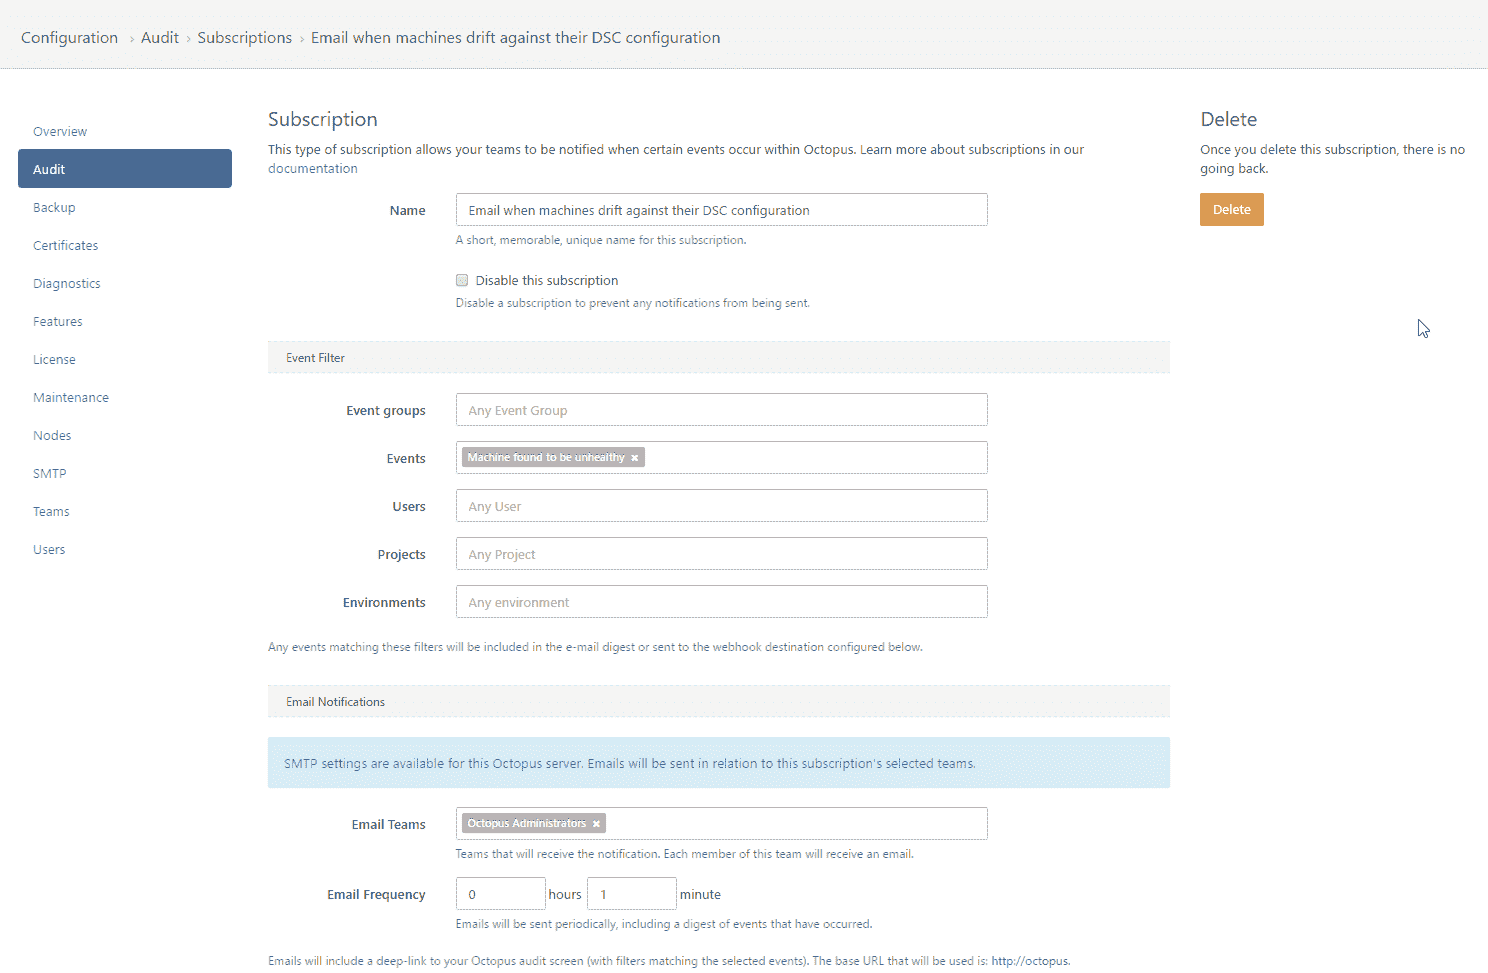 Configuration › Audit › Subscriptions › Email when machines drift against their DSC configuration
Overview
Audit
Backup
Certificates
Diagnostics
Features
License
Maintenance
Nodes
SMTP
Teams
Users
Subscription
This type of subscription allows your teams to be notified when certain events occur within Octopus. Learn more about subscriptions in our
documentation
Name Email when machines drift against their DSC configuration
A short, memorable, unique name for this subscription.
Disable this subscription
Disable a subscription to prevent any notifications from being sent.
Event Filter
Event groups Any Event Group
Events Machine found to be unhealthy ×
Users Any User
Projects Any Project
Environments Any environment
Any events matching these filters will be included in the e-mail digest or sent to the webhook destination configured below.
Email Notifications
SMTP settings are available for this Octopus server. Emails will be sent in relation to this subscription's selected teams.
Email Teams Octopus Administrators ×
Teams that will receive the notification. Each member of this team will receive an email.
Email Frequency 0 hours 1 minute
Emails will be sent periodically, including a digest of events that have occurred.
Emails will include a deep-link to your Octopus audit screen (with filters matching the selected events). The base URL that will be used is: http://octopus.
Delete
Once you delete this subscription, there is no
going back.
Delete